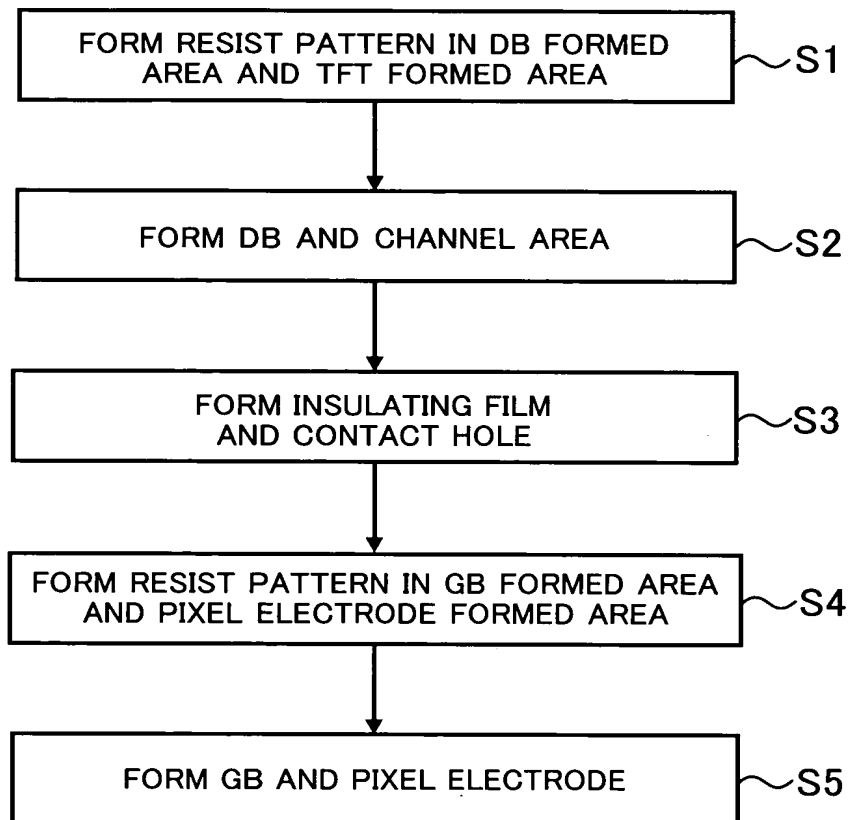 FORM RESIST PATTERN IN DB FORMED
AREA AND TFT FORMED AREA
S1
FORM DB AND CHANNEL AREA
S2
FORM INSULATING FILM
AND CONTACT HOLE
S3
FORM RESIST PATTERN IN GB FORMED AREA
AND PIXEL ELECTRODE FORMED AREA
S4
FORM GB AND PIXEL ELECTRODE
S5